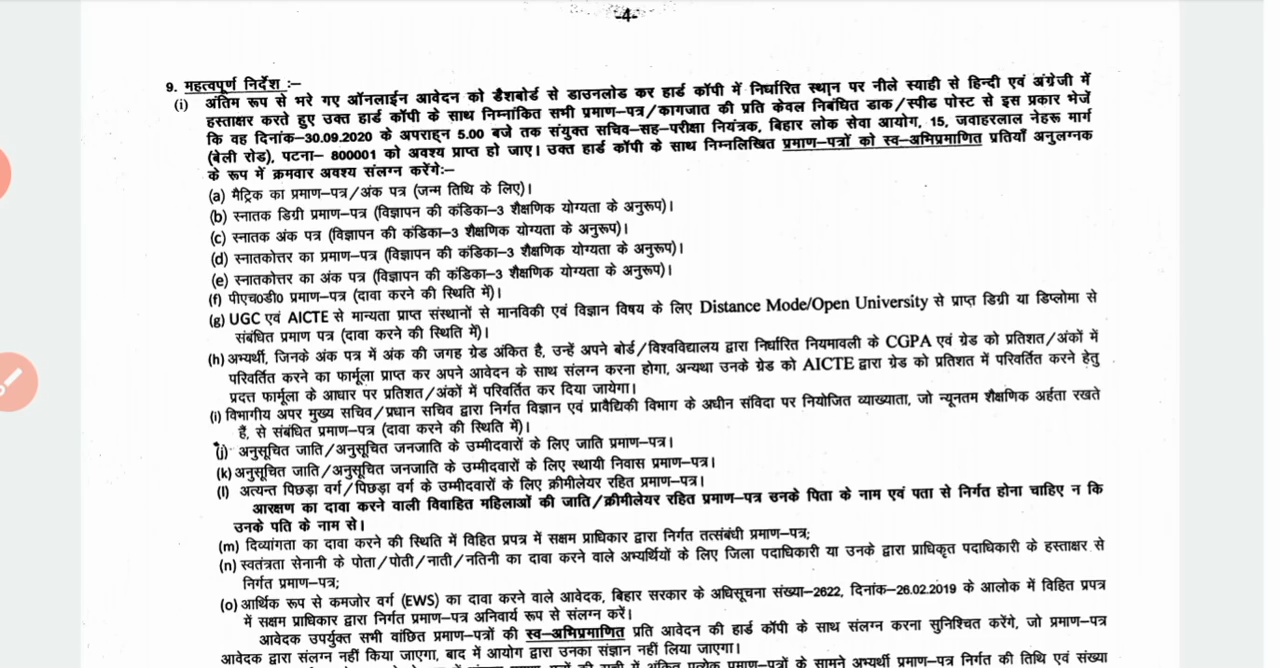 -4-
9. महत्वपूर्ण निर्देश :–
(i) अंतिम रूप से भरे गए ऑनलाईन आवेदन को डैशबोर्ड से डाउनलोड कर हार्ड कॉपी में निर्धारित स्थान पर नीले स्याही से हिन्दी एवं अंग्रेजी में
हस्ताक्षर करते हुए उक्त हार्ड कॉपी के साथ निम्नांकित सभी प्रमाण–पत्र/कागजात की प्रति केवल निबंधित डाक/स्पीड पोस्ट से इस प्रकार भेजें
कि वह दिनांक–30.09.2020 के अपराह्न 5.00 बजे तक संयुक्त सचिव–सह–परीक्षा नियंत्रक, बिहार लोक सेवा आयोग, 15, जवाहरलाल नेहरू मार्ग
(बेली रोड), पटना– 800001 को अवश्य प्राप्त हो जाए। उक्त हार्ड कॉपी के साथ निम्नलिखित प्रमाण–पत्रों को स्व–अभिप्रमाणित प्रतियाँ अनुलग्नक
के रूप में क्रमवार अवश्य संलग्न करेंगेः–
(a) मैट्रिक का प्रमाण–पत्र/अंक पत्र (जन्म तिथि के लिए)।
(b) स्नातक डिग्री प्रमाण–पत्र (विज्ञापन की कंडिका–3 शैक्षणिक योग्यता के अनुरूप)।
(c) स्नातक अंक पत्र (विज्ञापन की कंडिका–3 शैक्षणिक योग्यता के अनुरूप)।
(d) स्नातकोत्तर का प्रमाण–पत्र (विज्ञापन की कंडिका–3 शैक्षणिक योग्यता के अनुरूप)।
(e) स्नातकोत्तर का अंक पत्र (विज्ञापन की कंडिका–3 शैक्षणिक योग्यता के अनुरूप)।
(f) पीएच0डी0 प्रमाण–पत्र (दावा करने की स्थिति में)।
(g) UGC एवं AICTE से मान्यता प्राप्त संस्थानों से मानविकी एवं विज्ञान विषय के लिए Distance Mode/Open University से प्राप्त डिग्री या डिप्लोमा से
संबंधित प्रमाण पत्र (दावा करने की स्थिति में)।
(h) अभ्यर्थी, जिनके अंक पत्र में अंक की जगह ग्रेड अंकित है, उन्हें अपने बोर्ड/विश्वविद्यालय द्वारा निर्धारित नियमावली के CGPA एवं ग्रेड को प्रतिशत/अंकों में
परिवर्तित करने का फार्मूला प्राप्त कर अपने आवेदन के साथ संलग्न करना होगा, अन्यथा उनके ग्रेड को AICTE द्वारा ग्रेड को प्रतिशत में परिवर्तित करने हेतु
प्रदत्त फार्मूला के आधार पर प्रतिशत/अंकों में परिवर्तित कर दिया जायेगा।
(i) विभागीय अपर मुख्य सचिव/प्रधान सचिव द्वारा निर्गत विज्ञान एवं प्रावैद्यिकी विभाग के अधीन संविदा पर नियोजित व्याख्याता, जो न्यूनतम शैक्षणिक अर्हता रखते
हैं, से संबंधित प्रमाण–पत्र (दावा करने की स्थिति में)।
(j) अनुसूचित जाति/अनुसूचित जनजाति के उम्मीदवारों के लिए जाति प्रमाण–पत्र।
(k) अनुसूचित जाति/अनुसूचित जनजाति के उम्मीदवारों के लिए स्थायी निवास प्रमाण–पत्र।
(l) अत्यन्त पिछड़ा वर्ग/पिछड़ा वर्ग के उम्मीदवारों के लिए क्रीमीलेयर रहित प्रमाण–पत्र।
आरक्षण का दावा करने वाली विवाहित महिलाओं की जाति/क्रीमीलेयर रहित प्रमाण–पत्र उनके पिता के नाम एवं पता से निर्गत होना चाहिए न कि
उनके पति के नाम से।
(m) दिव्यांगता का दावा करने की स्थिति में विहित प्रपत्र में सक्षम प्राधिकार द्वारा निर्गत तत्संबंधी प्रमाण–पत्र;
(n) स्वतंत्रता सेनानी के पोता/पोती/नाती/नतिनी का दावा करने वाले अभ्यर्थियों के लिए जिला पदाधिकारी या उनके द्वारा प्राधिकृत पदाधिकारी के हस्ताक्षर से
निर्गत प्रमाण–पत्र;
(o) आर्थिक रूप से कमजोर वर्ग (EWS) का दावा करने वाले आवेदक, बिहार सरकार के अधिसूचना संख्या–2622, दिनांक–26.02.2019 के आलोक में विहित प्रपत्र
में सक्षम प्राधिकार द्वारा निर्गत प्रमाण–पत्र अनिवार्य रूप से संलग्न करें।
आवेदक उपर्युक्त सभी वांछित प्रमाण–पत्रों की स्व–अभिप्रमाणित प्रति आवेदन की हार्ड कॉपी के साथ संलग्न करना सुनिश्चित करेंगे, जो प्रमाण–पत्र
आवेदक द्वारा संलग्न नहीं किया जाएगा, बाद में आयोग द्वारा उनका संज्ञान नहीं लिया जाएगा।
में अंकित प्रत्येक प्रमाण–पत्रों के सामने अभ्यर्थी प्रमाण–पत्र निर्गत की तिथि एवं संख्या